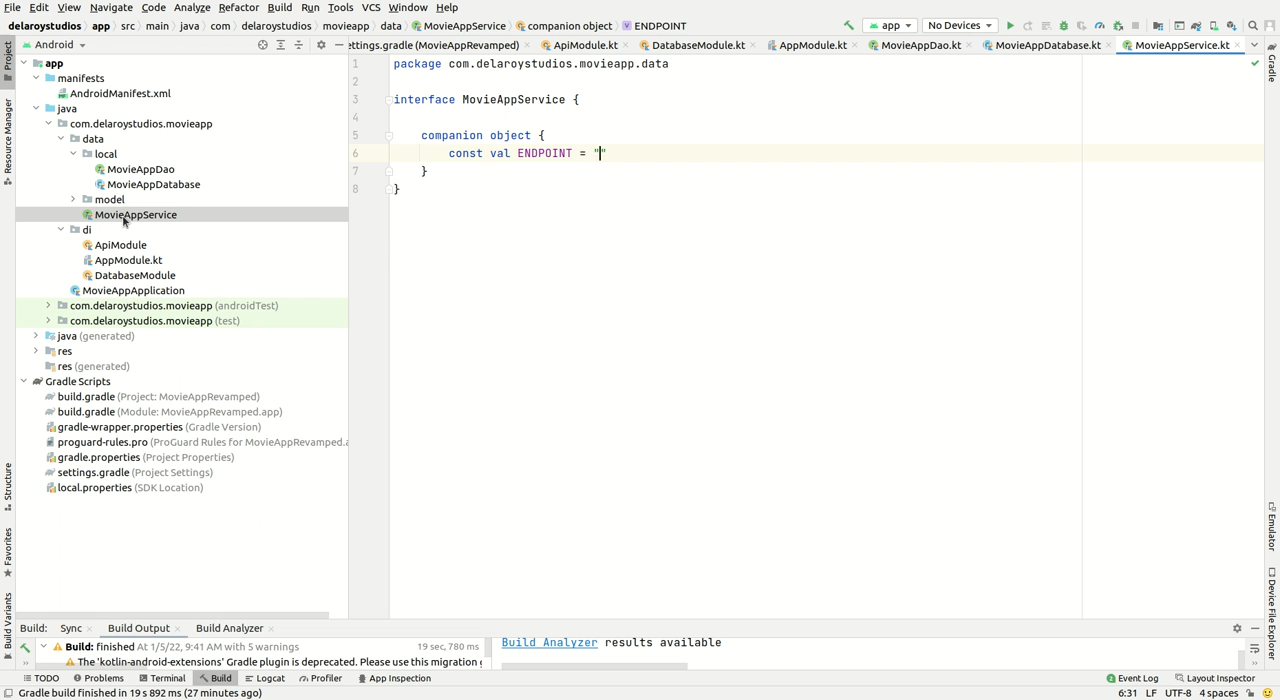 File Edit View Navigate Code Analyze Refactor Build Run Tools VCS Window Help
delaroystudios app src main java com delaroystudios movieapp data MovieAppService companion object ENDPOINT app No Devices
Android ettings.gradle (MovieAppRevamped) ApiModule.kt DatabaseModule.kt AppModule.kt MovieAppDao.kt MovieAppDatabase.kt MovieAppService.kt
Project
Resource Manager
Structure
Favorites
Build Variants
app
manifests
AndroidManifest.xml
java
com.delaroystudios.movieapp
data
local
MovieAppDao
MovieAppDatabase
model
MovieAppService
di
ApiModule
AppModule.kt
DatabaseModule
MovieAppApplication
com.delaroystudios.movieapp (androidTest)
com.delaroystudios.movieapp (test)
java (generated)
res
res (generated)
Gradle Scripts
build.gradle (Project: MovieAppRevamped)
build.gradle (Module: MovieAppRevamped.app)
gradle-wrapper.properties (Gradle Version)
proguard-rules.pro (ProGuard Rules for MovieAppRevamped.a
gradle.properties (Project Properties)
settings.gradle (Project Settings)
local.properties (SDK Location)
1 package com.delaroystudios.movieapp.data
2
3 interface MovieAppService {
4
5 companion object {
6 const val ENDPOINT = ""
7 }
8 }
Gradle
Emulator
Device File Explorer
Build: Sync Build Output Build Analyzer
Build: finished At 1/5/22, 9:41 AM with 5 warnings 19 sec, 780 ms
The 'kotlin-android-extensions' Gradle plugin is deprecated. Please use this migration g
Build Analyzer results available
TODO Problems Terminal Build Logcat Profiler App Inspection Event Log Layout Inspector
Gradle build finished in 19 s 892 ms (27 minutes ago) 6:31 LF UTF-8 4 spaces